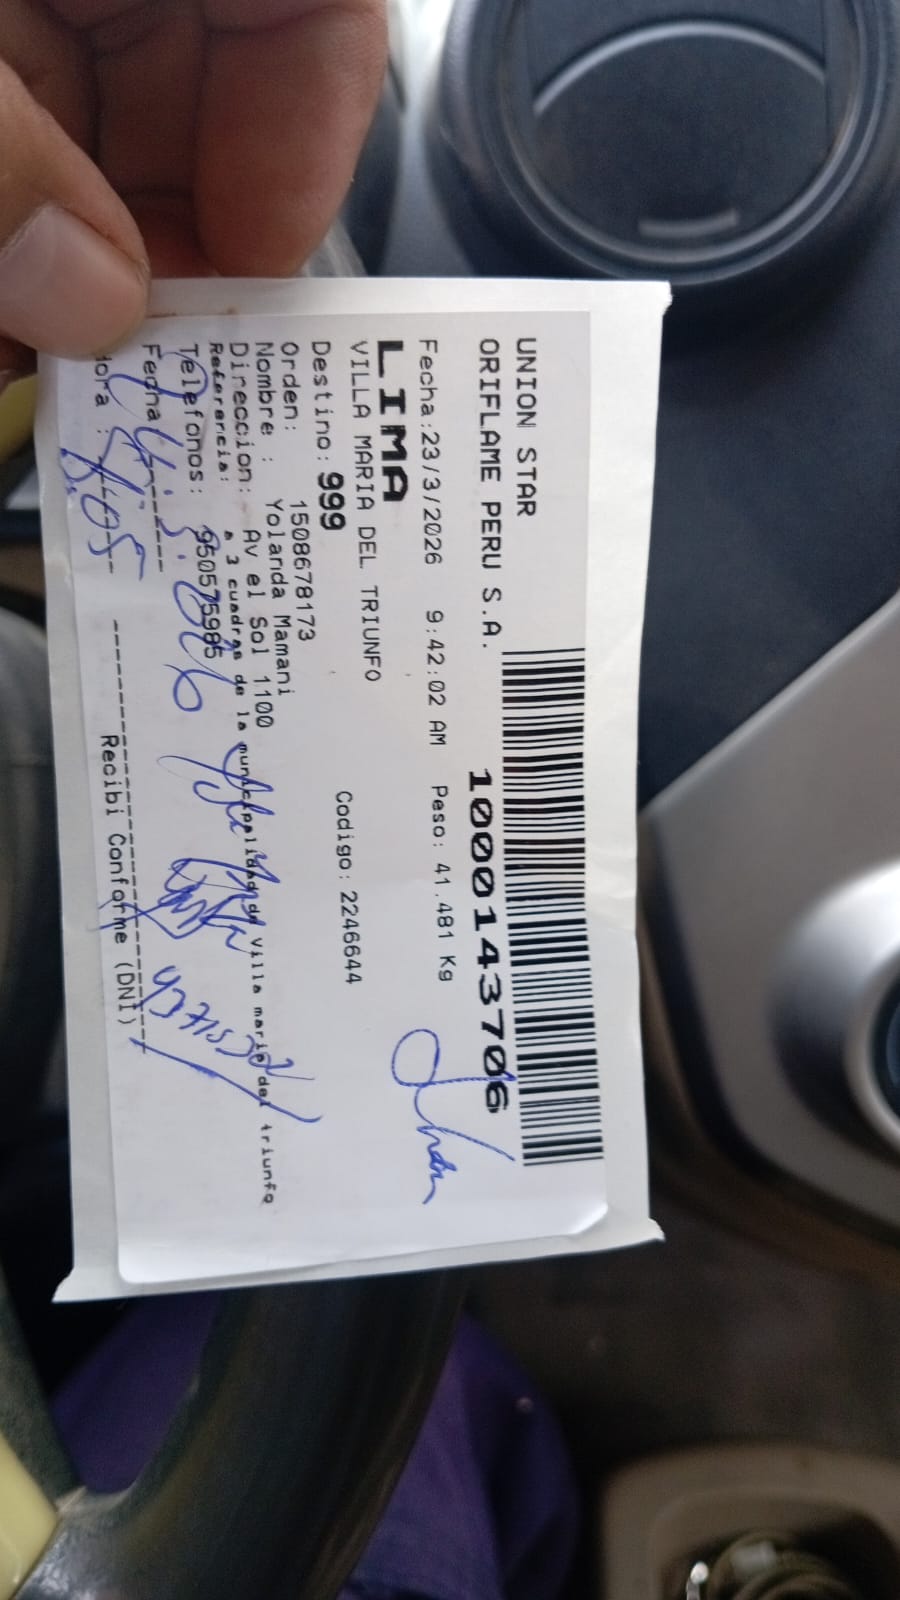 UNION STAR
ORIFLAME PERU S.A.
1000143706
Fecha:23/3/2026 9:42:02 AM Peso: 41.481 Kg
LIMA
VILLA MARIA DEL TRIUNFO
Destino: 999 Codigo: 2246644
Orden: 1508678173
Nombre : Yolanda Mamani
Direccion: Av el Sol 1100
Referencia: a 3 cuadras de la municipalidad de Villa maria del triunfo
Telefonos: 950575985
Fecha
Hora :
Recibi Conforme (DNI)